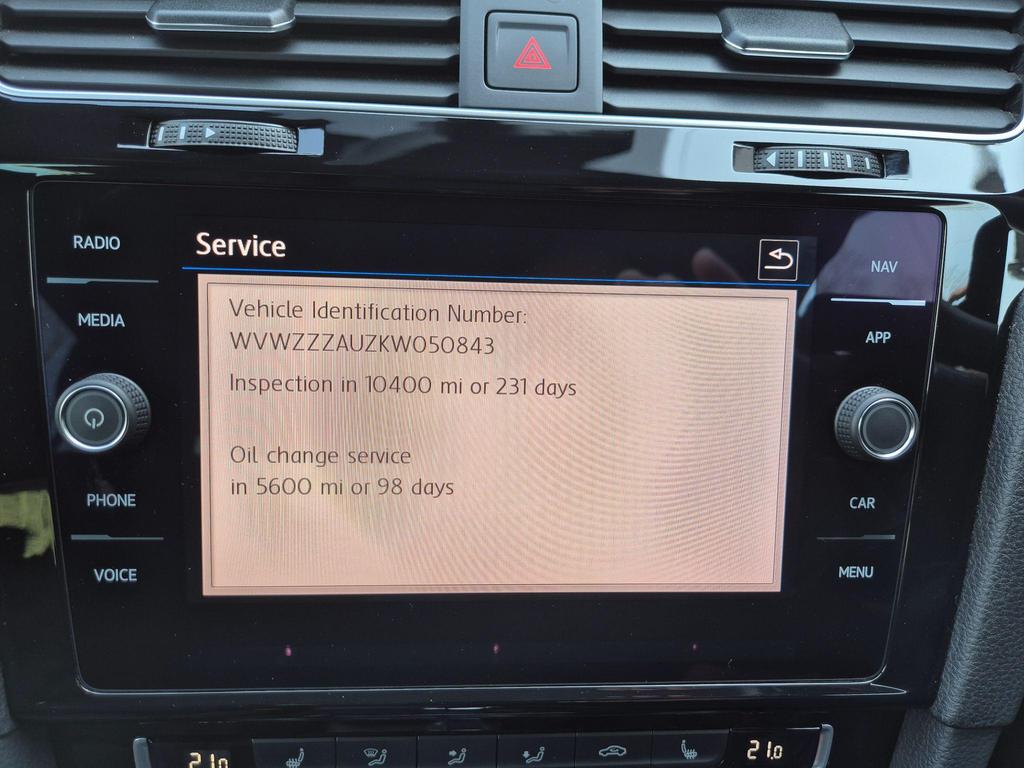 RADIO
Service
NAV
MEDIA
Vehicle Identification Number:
WVWZZZAUZKW050843
APP
Inspection in 10400 mi or 231 days
Oil change service
in 5600 mi or 98 days
PHONE
CAR
VOICE
MENU
21.0
21.0